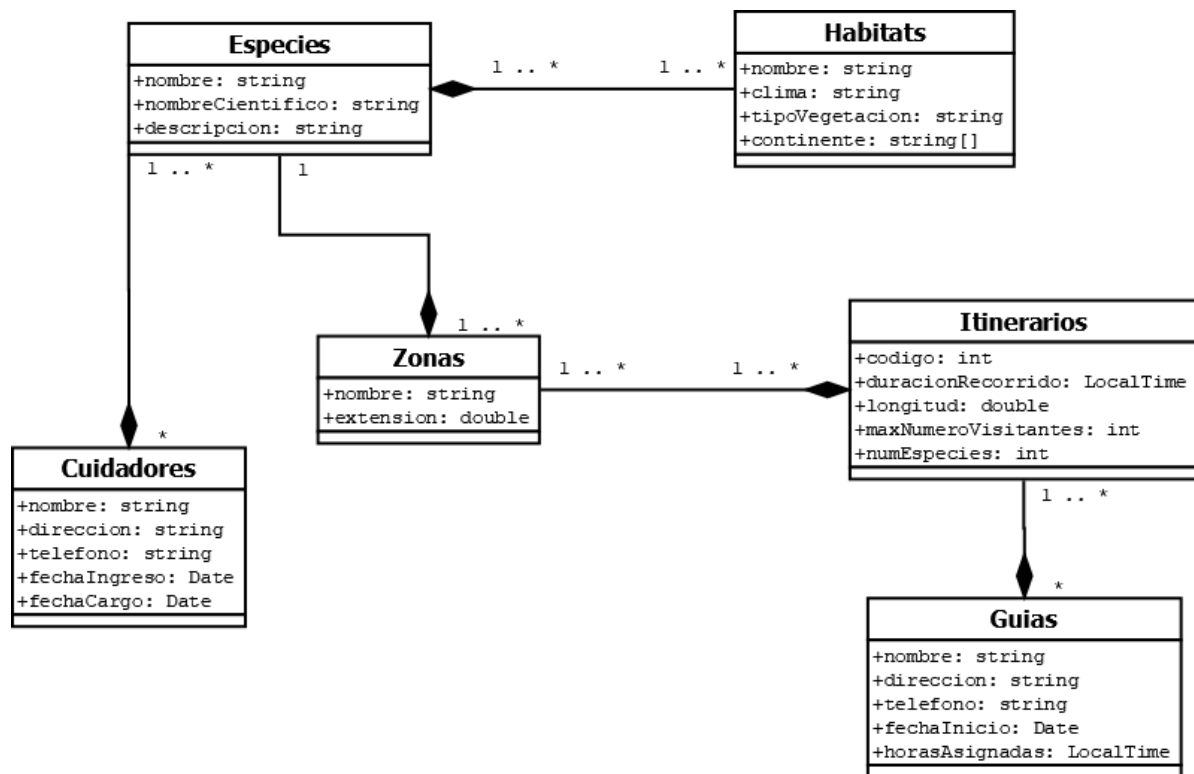 Especies
+nombre: string
+nombreCientifico: string
+descripcion: string
1 .. *
1 .. *
Habitats
+nombre: string
+clima: string
+tipoVegetacion: string
+continente: string[]
1 .. *
1
1 .. *
Zonas
+nombre: string
+extension: double
1 .. *
1 .. *
Itinerarios
+codigo: int
+duracionRecorrido: LocalTime
+longitud: double
+maxNumeroVisitantes: int
+numEspecies: int
*
Cuidadores
+nombre: string
+direccion: string
+telefono: string
+fechaIngreso: Date
+fechaCargo: Date
1 .. *
*
Guias
+nombre: string
+direccion: string
+telefono: string
+fechaInicio: Date
+horasAsignadas: LocalTime